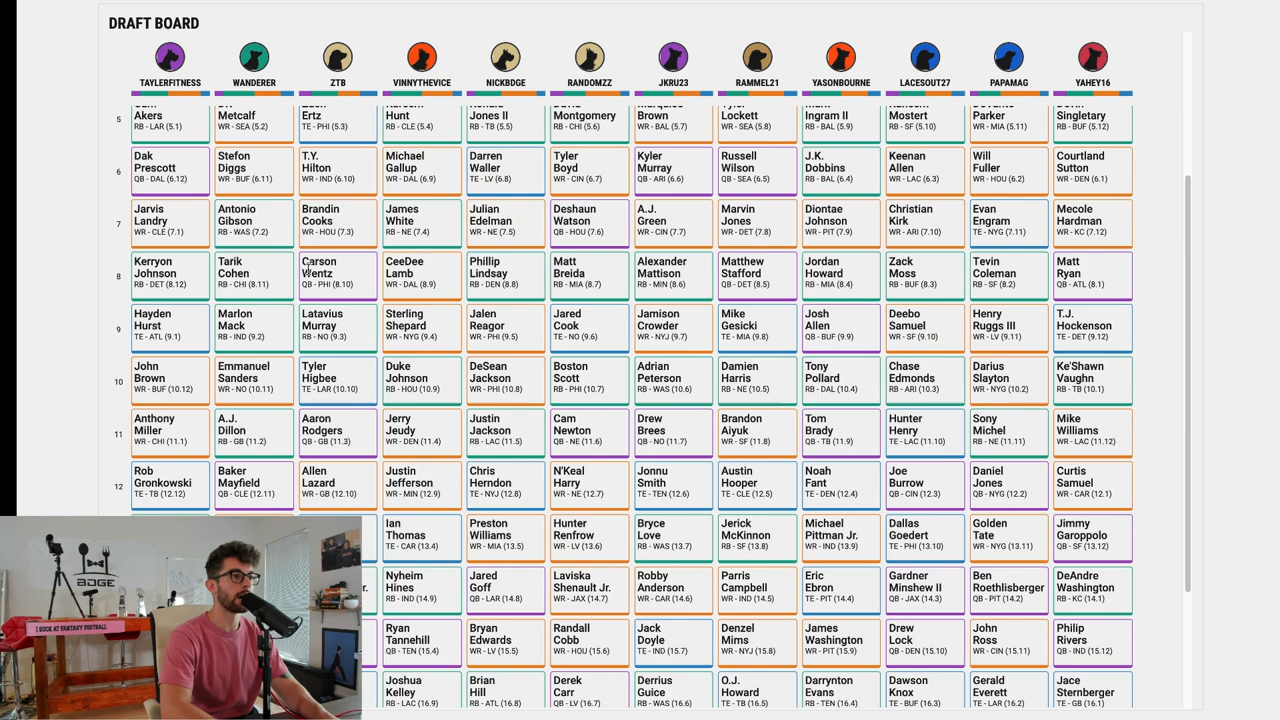 DRAFT BOARD
TAYLERFITNESS WANDERER ZTB VINNYTHEVICE NICKBDGE RANDOMZZ JKRU23 RAMMEL21 YASONBOURNE LACESOUT27 PAPAMAG YAHEY16
5
Akers Metcalf Ertz Hunt Jones II Montgomery Brown Lockett Ingram II Mostert Parker Singletary
RB - LAR (5.1) WR - SEA (5.2) TE - PHI (5.3) RB - CLE (5.4) RB - TB (5.5) RB - CHI (5.6) WR - BAL (5.7) WR - SEA (5.8) RB - BAL (5.9) RB - SF (5.10) WR - MIA (5.11) RB - BUF (5.12)
6
Dak Stefon T.Y. Michael Darren Tyler Kyler Russell J.K. Keenan Will Courtland
Prescott Diggs Hilton Gallup Waller Boyd Murray Wilson Dobbins Allen Fuller Sutton
QB - DAL (6.12) WR - BUF (6.11) WR - IND (6.10) WR - DAL (6.9) TE - LV (6.8) WR - CIN (6.7) QB - ARI (6.6) QB - SEA (6.5) RB - BAL (6.4) WR - LAC (6.3) WR - HOU (6.2) WR - DEN (6.1)
7
Jarvis Antonio Brandin James Julian Deshaun A.J. Marvin Diontae Christian Evan Mecole
Landry Gibson Cooks White Edelman Watson Green Jones Johnson Kirk Engram Hardman
WR - CLE (7.1) RB - WAS (7.2) WR - HOU (7.3) RB - NE (7.4) WR - NE (7.5) QB - HOU (7.6) WR - CIN (7.7) WR - DET (7.8) WR - PIT (7.9) WR - ARI (7.10) TE - NYG (7.11) WR - KC (7.12)
8
Kerryon Tarik Carson CeeDee Phillip Matt Alexander Matthew Jordan Zack Tevin Matt
Johnson Cohen Wentz Lamb Lindsay Breida Mattison Stafford Howard Moss Coleman Ryan
RB - DET (8.12) RB - CHI (8.11) QB - PHI (8.10) WR - DAL (8.9) RB - DEN (8.8) RB - MIA (8.7) RB - MIN (8.6) QB - DET (8.5) RB - MIA (8.4) RB - BUF (8.3) RB - SF (8.2) QB - ATL (8.1)
9
Hayden Marlon Latavius Sterling Jalen Jared Jamison Mike Josh Deebo Henry T.J.
Hurst Mack Murray Shepard Reagor Cook Crowder Gesicki Allen Samuel Ruggs III Hockenson
TE - ATL (9.1) RB - IND (9.2) RB - NO (9.3) WR - NYG (9.4) WR - PHI (9.5) TE - NO (9.6) WR - NYJ (9.7) TE - MIA (9.8) QB - BUF (9.9) WR - SF (9.10) WR - LV (9.11) TE - DET (9.12)
10
John Emmanuel Tyler Duke DeSean Boston Adrian Damien Tony Chase Darius Ke'Shawn
Brown Sanders Higbee Johnson Jackson Scott Peterson Harris Pollard Edmonds Slayton Vaughn
WR - BUF (10.12) WR - NO (10.11) TE - LAR (10.10) RB - HOU (10.9) WR - PHI (10.8) RB - PHI (10.7) RB - WAS (10.6) RB - NE (10.5) RB - DAL (10.4) RB - ARI (10.3) WR - NYG (10.2) RB - TB (10.1)
11
Anthony A.J. Aaron Jerry Justin Cam Drew Brandon Tom Hunter Sony Mike
Miller Dillon Rodgers Jeudy Jackson Newton Brees Aiyuk Brady Henry Michel Williams
WR - CHI (11.1) RB - GB (11.2) QB - GB (11.3) WR - DEN (11.4) RB - LAC (11.5) QB - NE (11.6) QB - NO (11.7) WR - SF (11.8) QB - TB (11.9) TE - LAC (11.10) RB - NE (11.11) WR - LAC (11.12)
12
Rob Baker Allen Justin Chris N'Keal Jonnu Austin Noah Joe Daniel Curtis
Gronkowski Mayfield Lazard Jefferson Herndon Harry Smith Hooper Fant Burrow Jones Samuel
TE - TB (12.12) QB - CLE (12.11) WR - GB (12.10) WR - MIN (12.9) TE - NYJ (12.8) WR - NE (12.7) TE - TEN (12.6) TE - CLE (12.5) TE - DEN (12.4) QB - CIN (12.3) QB - NYG (12.2) WR - CAR (12.1)
Ian Preston Hunter Bryce Jerick Michael Dallas Golden Jimmy
Thomas Williams Renfrow Love McKinnon Pittman Jr. Goedert Tate Garoppolo
TE - CAR (13.4) WR - MIA (13.5) WR - LV (13.6) RB - WAS (13.7) RB - SF (13.8) WR - IND (13.9) TE - PHI (13.10) WR - NYG (13.11) QB - SF (13.12)
Nyheim Jared Laviska Robby Parris Eric Gardner Ben DeAndre
r. Hines Goff Shenault Jr. Anderson Campbell Ebron Minshew II Roethlisberger Washington
RB - IND (14.9) QB - LAR (14.8) WR - JAX (14.7) WR - CAR (14.6) WR - IND (14.5) TE - PIT (14.4) QB - JAX (14.3) QB - PIT (14.2) RB - KC (14.1)
Ryan Bryan Randall Jack Denzel James Drew John Philip
Tannehill Edwards Cobb Doyle Mims Washington Lock Ross Rivers
QB - TEN (15.4) WR - LV (15.5) WR - HOU (15.6) TE - IND (15.7) WR - NYJ (15.8) WR - PIT (15.9) QB - DEN (15.10) WR - CIN (15.11) QB - IND (15.12)
Joshua Brian Derek Derrius O.J. Darrynton Dawson Gerald Jace
Kelley Hill Carr Guice Howard Evans Knox Everett Sternberger
RB - LAC (16.9) RB - ATL (16.8) QB - LV (16.7) RB - WAS (16.6) TE - TB (16.5) RB - TEN (16.4) TE - BUF (16.3) TE - LAR (16.2) TE - GB (16.1)
BDGE
I SUCK AT FANTASY FOOTBALL